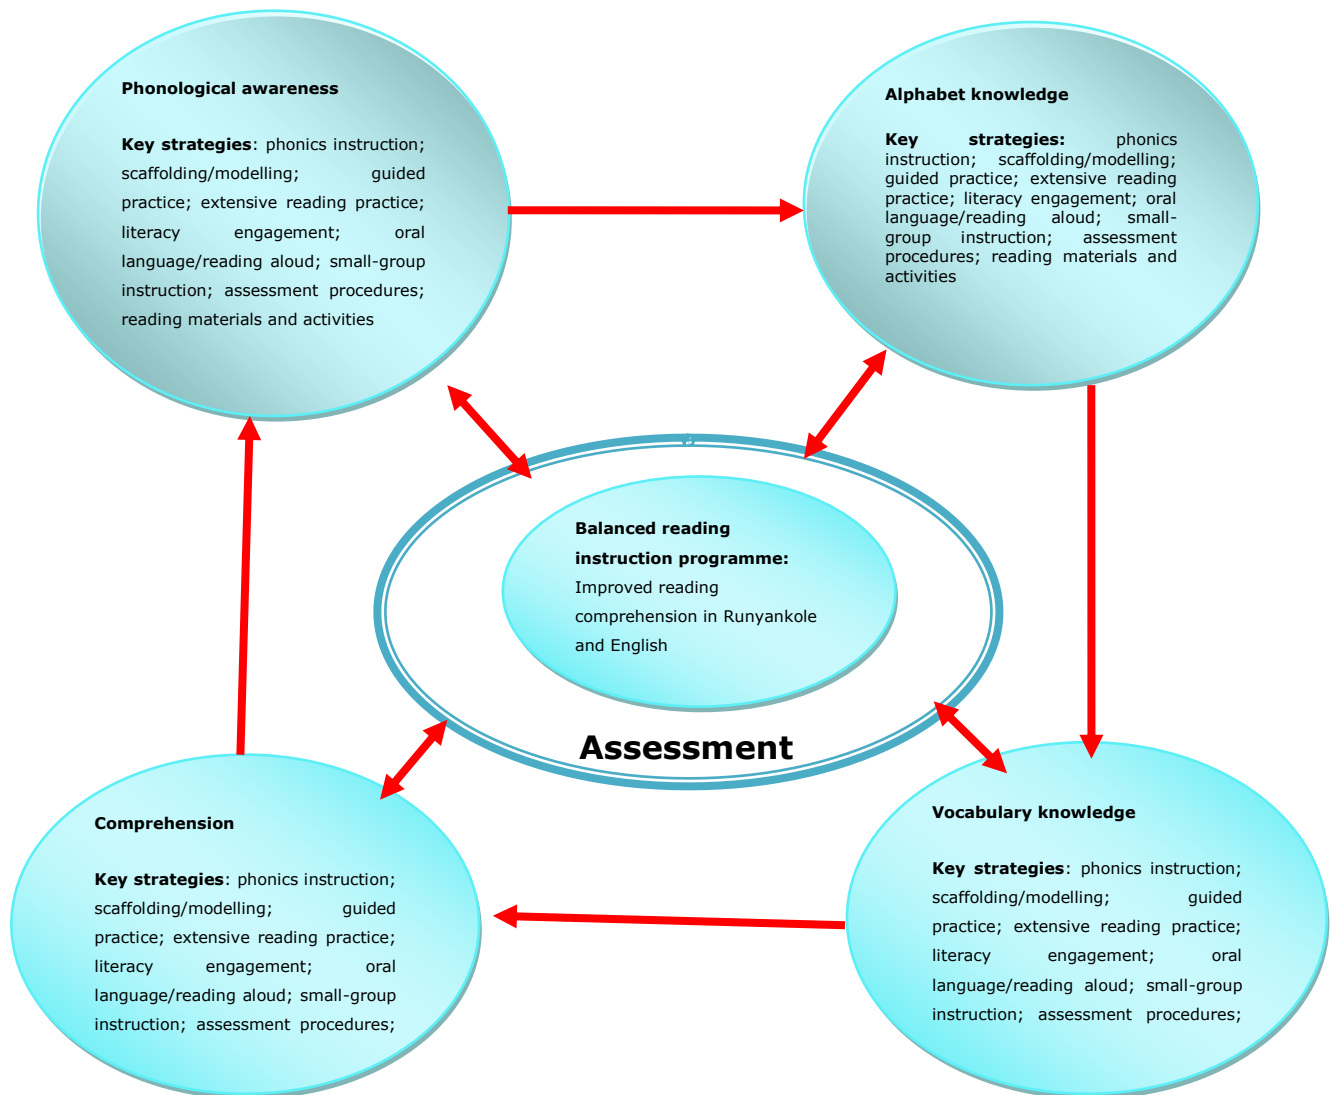 Phonological awareness
Key strategies: phonics instruction;
scaffolding/modelling; guided
practice; extensive reading practice;
literacy engagement; oral
language/reading aloud; small-group
instruction; assessment procedures;
reading materials and activities
Alphabet knowledge
Key strategies: phonics
instruction; scaffolding/modelling;
guided practice; extensive reading
practice; literacy engagement; oral
language/reading aloud; small-
group instruction; assessment
procedures; reading materials and
activities
Balanced reading
instruction programme:
Improved reading
comprehension in Runyankole
and English
Assessment
Comprehension
Key strategies: phonics instruction;
scaffolding/modelling; guided
practice; extensive reading practice;
literacy engagement; oral
language/reading aloud; small-group
instruction; assessment procedures;
Vocabulary knowledge
Key strategies: phonics instruction;
scaffolding/modelling; guided
practice; extensive reading practice;
literacy engagement; oral
language/reading aloud; small-group
instruction; assessment procedures;